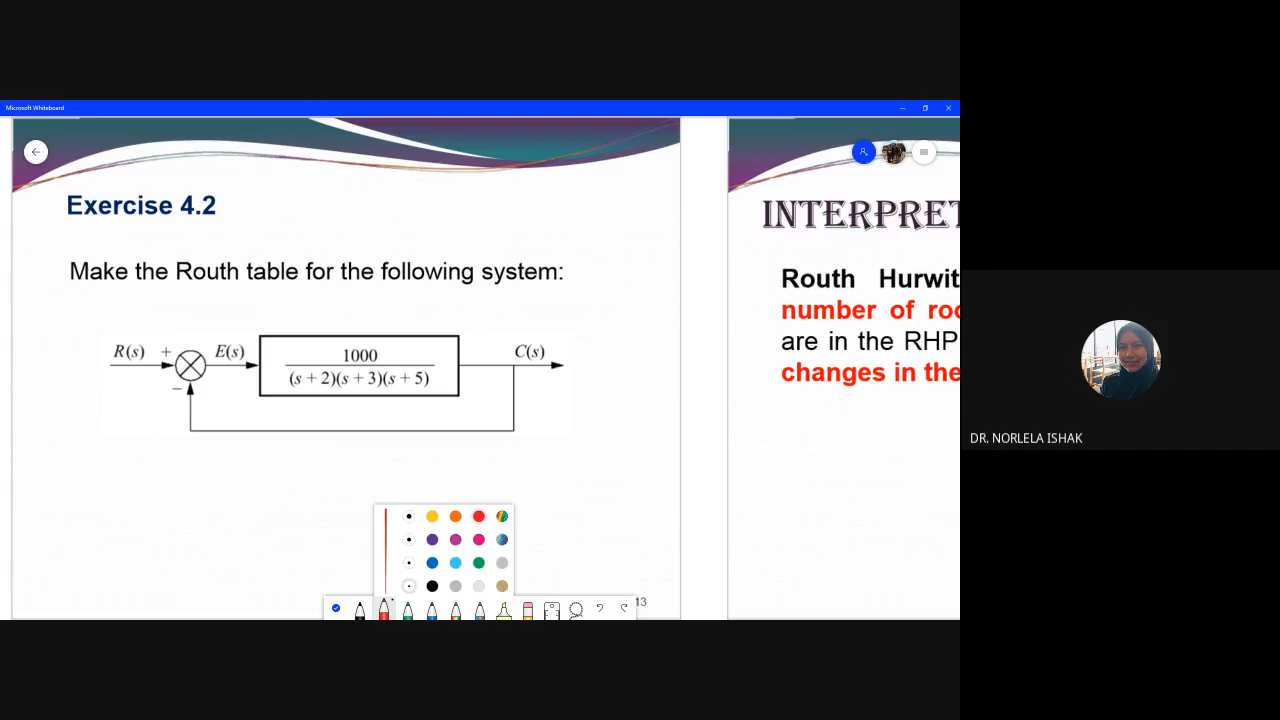 Microsoft Whiteboard
Exercise 4.2
Make the Routh table for the following system:
R(s) + E(s) 1000 C(s)
(s + 2)(s + 3)(s + 5)
−
13
INTERPRET
Routh Hurwit
number of roo
are in the RHP
changes in the
DR. NORLELA ISHAK